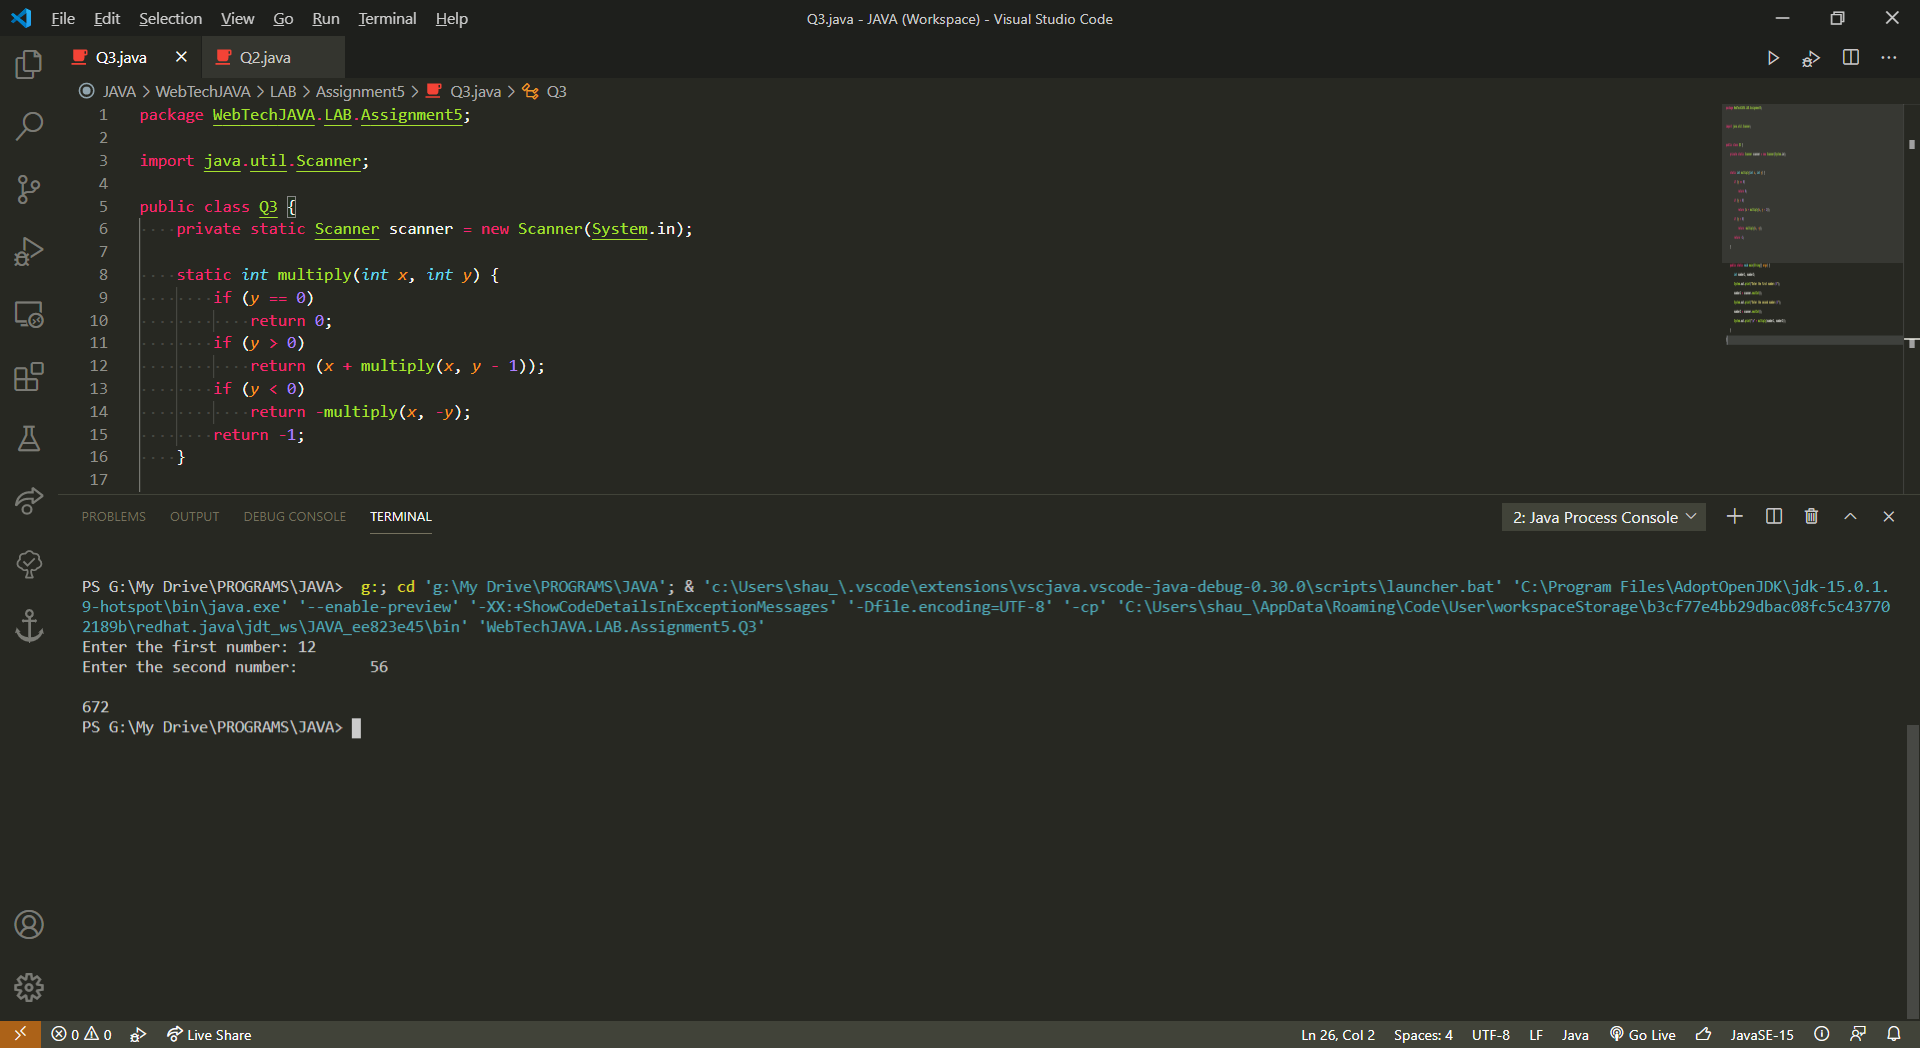 File Edit Selection View Go Run Terminal Help Q3.java - JAVA (Workspace) - Visual Studio Code
Q3.java Q2.java
JAVA > WebTechJAVA > LAB > Assignment5 > Q3.java > Q3
1 package WebTechJAVA.LAB.Assignment5;
2
3 import java.util.Scanner;
4
5 public class Q3 {
6 private static Scanner scanner = new Scanner(System.in);
7
8 static int multiply(int x, int y) {
9 if (y == 0)
10 return 0;
11 if (y > 0)
12 return (x + multiply(x, y - 1));
13 if (y < 0)
14 return -multiply(x, -y);
15 return -1;
16 }
17
PROBLEMS OUTPUT DEBUG CONSOLE TERMINAL 2: Java Process Console
PS G:\My Drive\PROGRAMS\JAVA> g:; cd 'g:\My Drive\PROGRAMS\JAVA'; & 'c:\Users\shau_\.vscode\extensions\vscjava.vscode-java-debug-0.30.0\scripts\launcher.bat' 'C:\Program Files\AdoptOpenJDK\jdk-15.0.1.
9-hotspot\bin\java.exe' '--enable-preview' '-XX:+ShowCodeDetailsInExceptionMessages' '-Dfile.encoding=UTF-8' '-cp' 'C:\Users\shau_\AppData\Roaming\Code\User\workspaceStorage\b3cf77e4bb29dbac08fc5c43770
2189b\redhat.java\jdt_ws\JAVA_ee823e45\bin' 'WebTechJAVA.LAB.Assignment5.Q3'
Enter the first number: 12
Enter the second number: 56
672
PS G:\My Drive\PROGRAMS\JAVA>
0 0 Live Share Ln 26, Col 2 Spaces: 4 UTF-8 LF Java Go Live JavaSE-15